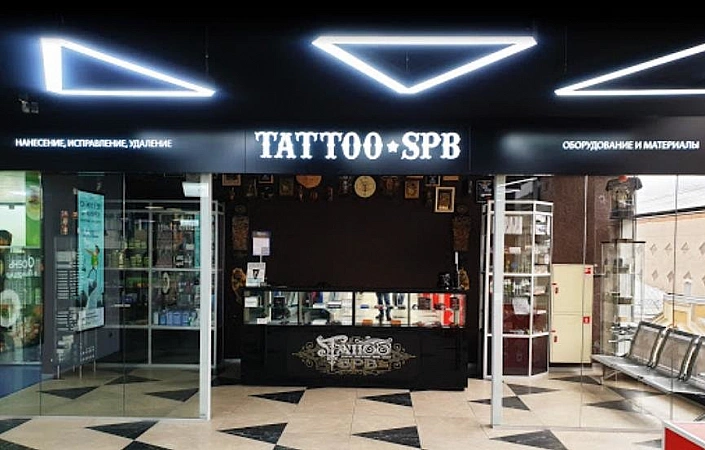 НАНЕСЕНИЕ, ИСПРАВЛЕНИЕ, УДАЛЕНИЕ
TATTOO ★ SPB
ОБОРУДОВАНИЕ И МАТЕРИАЛЫ
TATTOO
SPB